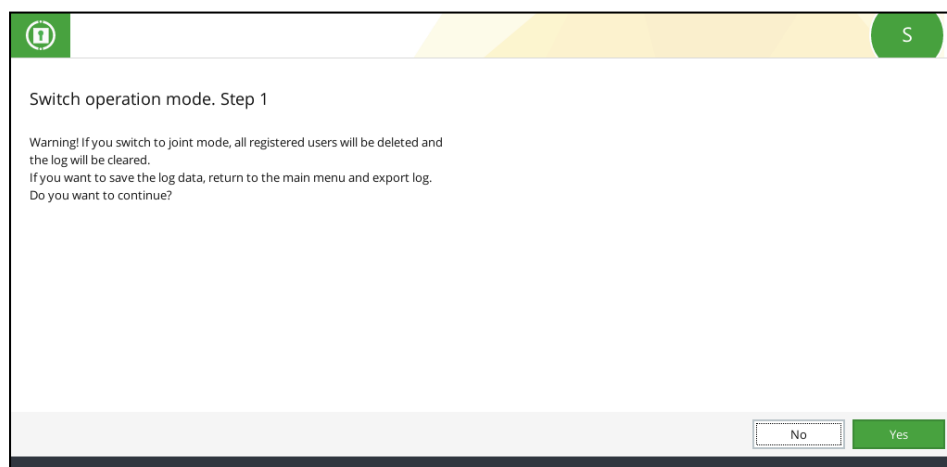 S
Switch operation mode. Step 1
Warning! If you switch to joint mode, all registered users will be deleted and
the log will be cleared.
If you want to save the log data, return to the main menu and export log.
Do you want to continue?
No
Yes